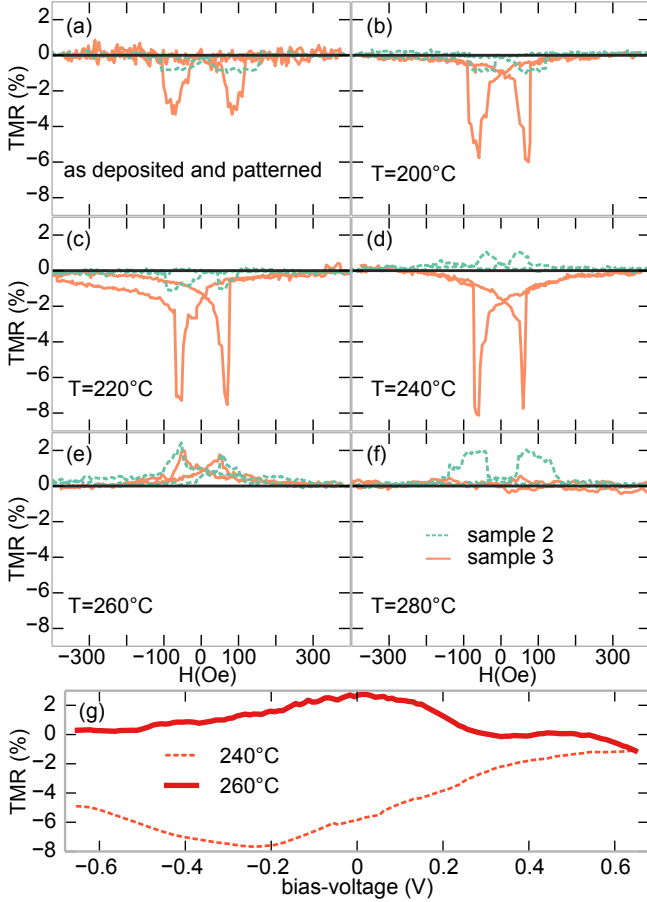 (a) (b)
2
0
−2
−4
−6
−8
TMR (%)
as deposited and patterned
T=200°C
(c) (d)
2
0
−2
−4
−6
−8
TMR (%)
T=220°C
T=240°C
(e) (f)
2
0
−2
−4
−6
−8
TMR (%)
sample 2
sample 3
T=260°C
T=280°C
−300 −100 0 100 300 −300 −100 0 100 300
H(Oe) H(Oe)
(g)
2
0
−2
−4
−6
−8
TMR (%)
240°C
260°C
−0.6 −0.4 −0.2 0 0.2 0.4 0.6
bias-voltage (V)